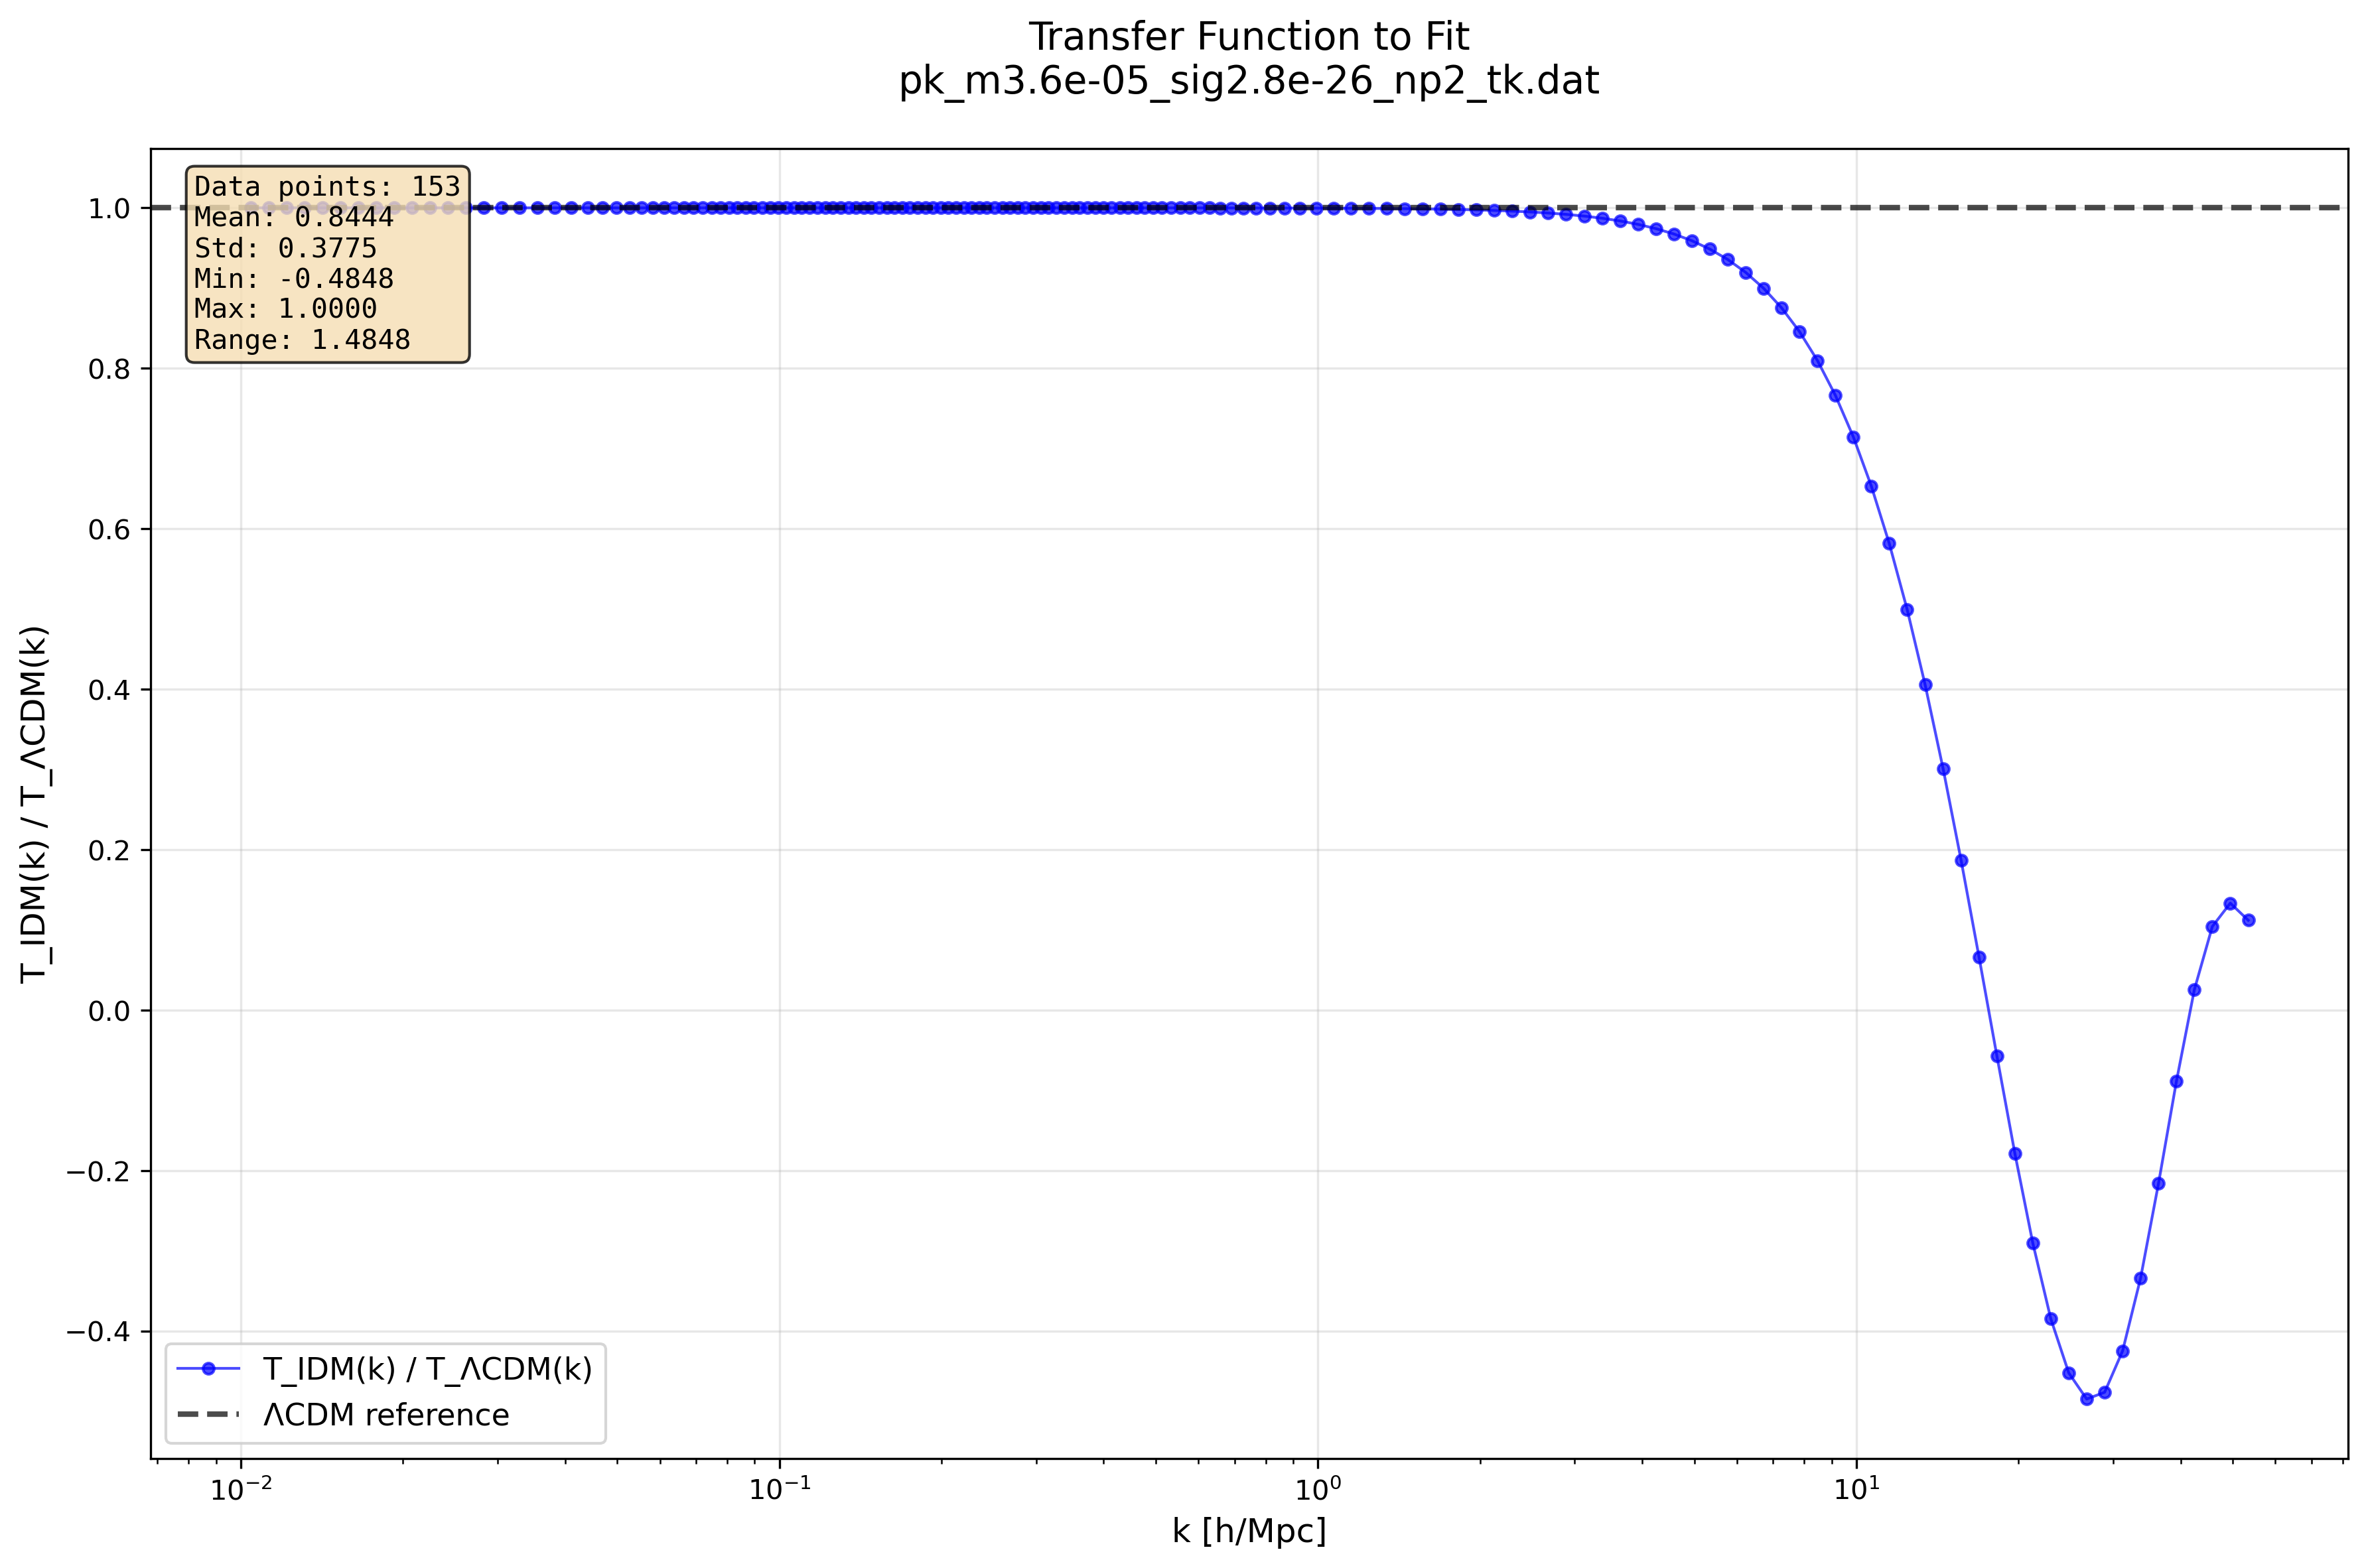 Transfer Function to Fit
pk_m3.6e-05_sig2.8e-26_np2_tk.dat
Data points: 153
Mean: 0.8444
Std: 0.3775
Min: -0.4848
Max: 1.0000
Range: 1.4848
1.0
0.8
0.6
0.4
0.2
0.0
−0.2
−0.4
T_IDM(k) / T_ΛCDM(k)
T_IDM(k) / T_ΛCDM(k)
ΛCDM reference
10⁻² 10⁻¹ 10⁰ 10¹
k [h/Mpc]